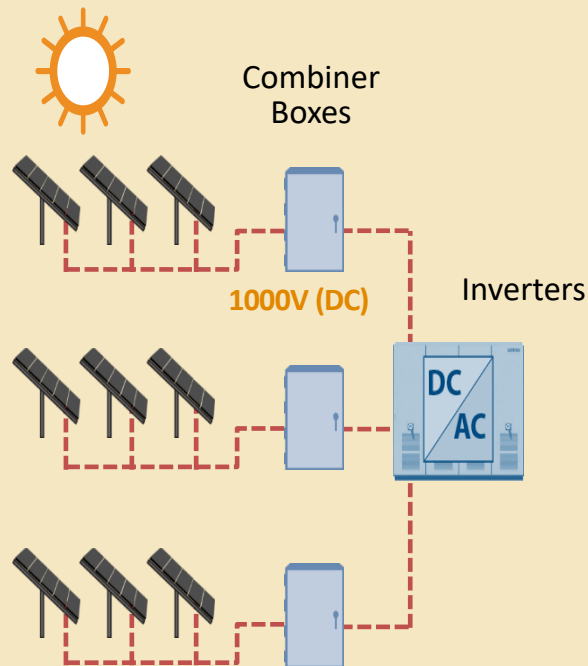 Combiner
Boxes
1000V (DC)
Inverters
DC
AC